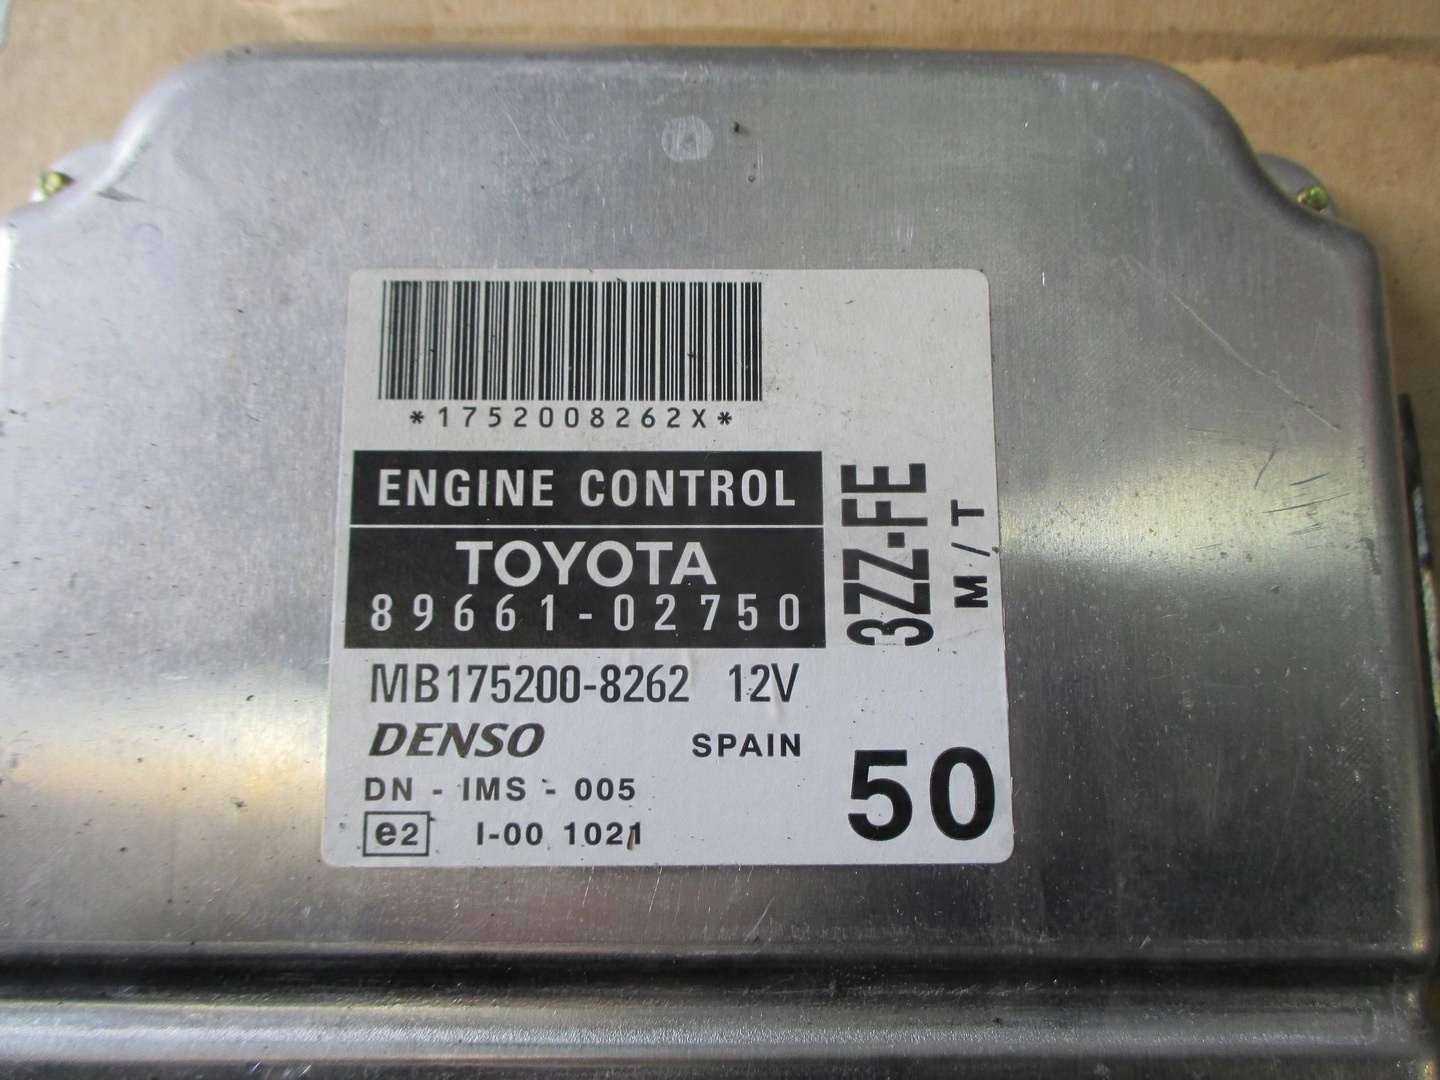 *1752008262X*
ENGINE CONTROL
TOYOTA
89661-02750
3ZZ-FE
M/T
MB175200-8262 12V
DENSO SPAIN
DN - IMS - 005
50
e2 I-00 1021